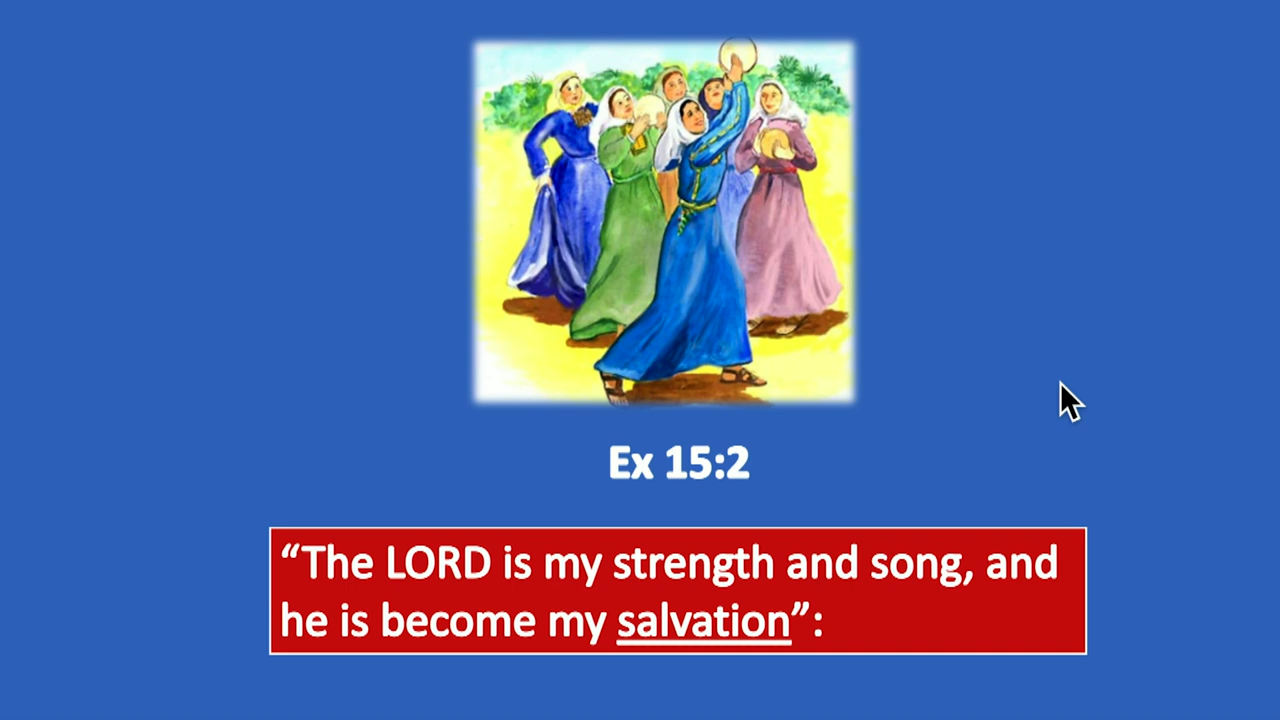 Ex 15:2
“The LORD is my strength and song, and
he is become my salvation”: